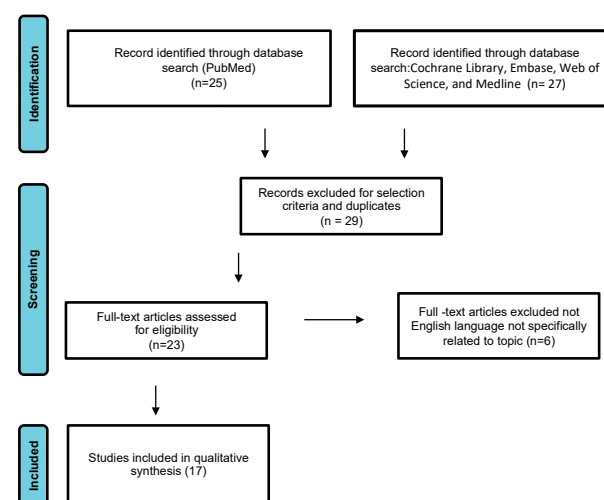 Identification
Record identified through database
search (PubMed)
(n=25)
Record identified through database
search:Cochrane Library, Embase, Web of
Science, and Medline (n= 27)
Screening
Records excluded for selection
criteria and duplicates
(n = 29)
Full-text articles assessed
for eligibility
(n=23)
Full -text articles excluded not
English language not specifically
related to topic (n=6)
Included
Studies included in qualitative
synthesis (17)